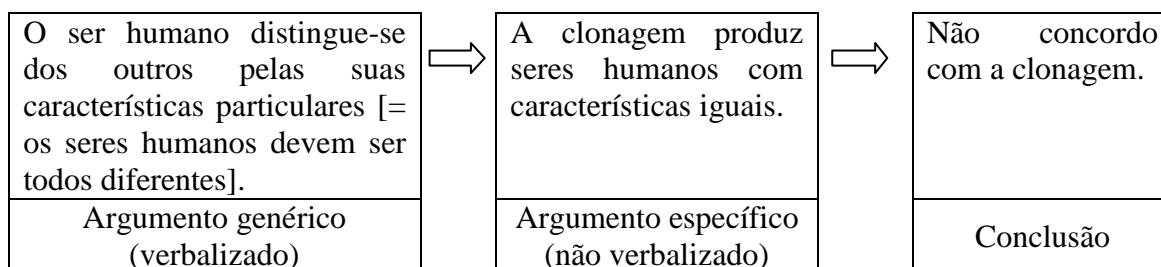 O ser humano distingue-se
dos outros pelas suas
características particulares [=
os seres humanos devem ser
todos diferentes].
Argumento genérico
(verbalizado)
A clonagem produz
seres humanos com
características iguais.
Argumento específico
(não verbalizado)
Não concordo
com a clonagem.
Conclusão